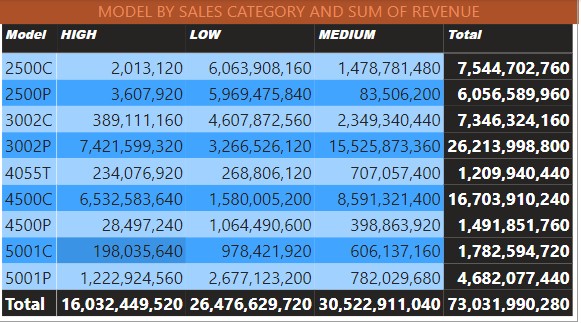 MODEL BY SALES CATEGORY AND SUM OF REVENUE
Model HIGH LOW MEDIUM Total
2500C 2,013,120 6,063,908,160 1,478,781,480 7,544,702,760
2500P 3,607,920 5,969,475,840 83,506,200 6,056,589,960
3002C 389,111,160 4,607,872,560 2,349,340,440 7,346,324,160
3002P 7,421,599,320 3,266,526,120 15,525,873,360 26,213,998,800
4055T 234,076,920 268,806,120 707,057,400 1,209,940,440
4500C 6,532,583,640 1,580,005,200 8,591,321,400 16,703,910,240
4500P 28,497,240 1,064,490,600 398,863,920 1,491,851,760
5001C 198,035,640 978,421,920 606,137,160 1,782,594,720
5001P 1,222,924,560 2,677,123,200 782,029,680 4,682,077,440
Total 16,032,449,520 26,476,629,720 30,522,911,040 73,031,990,280